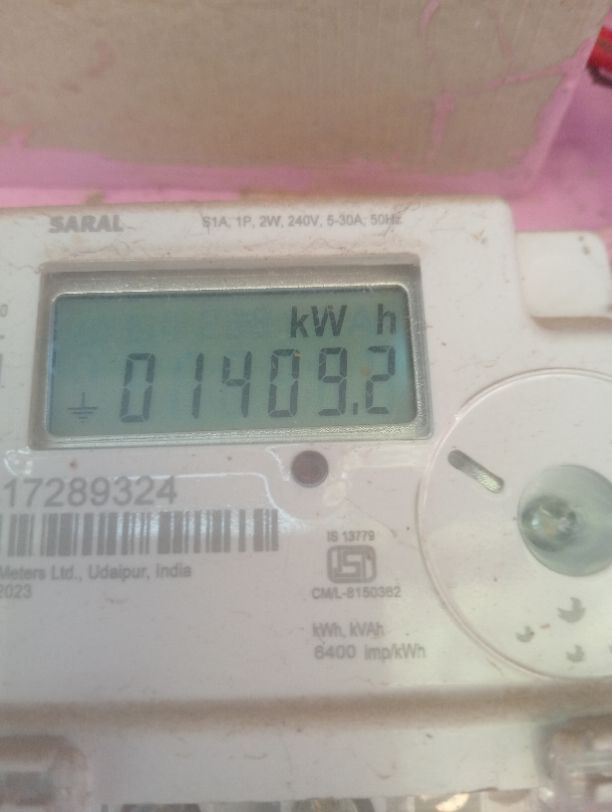 SARAL
S1A, 1P, 2W, 240V, 5-30A, 50Hz
kW h
01409.2
17289324
Meters Ltd., Udaipur, India
2023
IS 13779
ISI
CM/L-8150362
kWh, kVAh
6400 imp/kWh